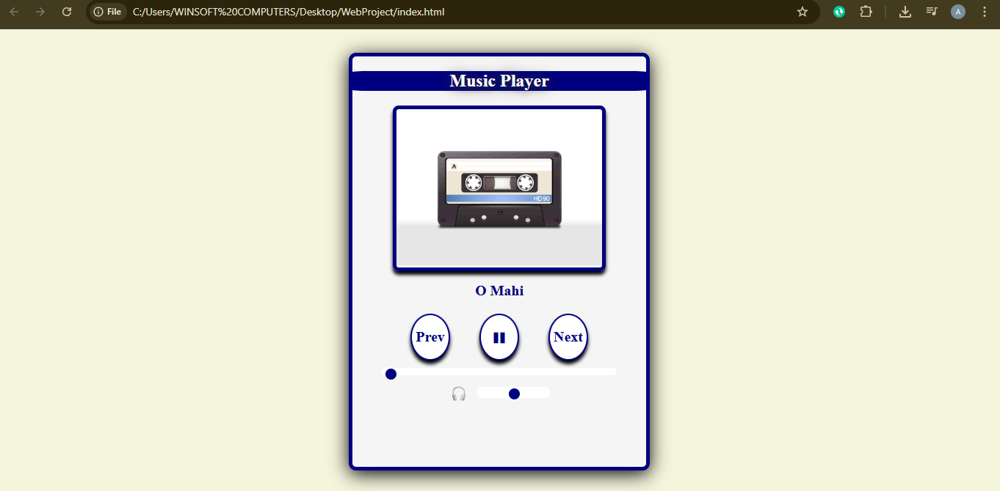 File
C:/Users/WINSOFT%20COMPUTERS/Desktop/WebProject/index.html
A
Music Player
A
HD90
O Mahi
Prev
Next